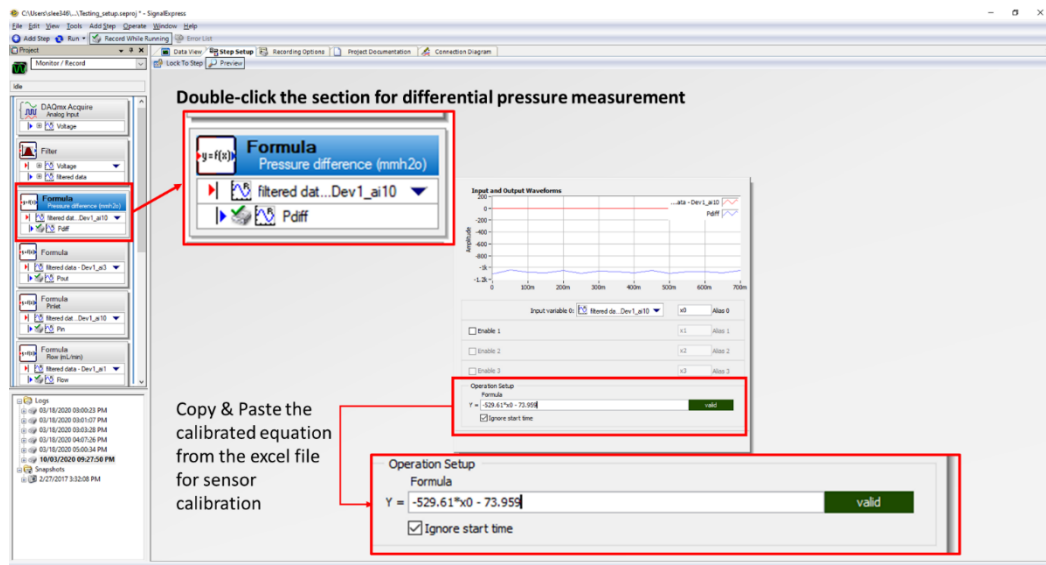 C:\Users\slee346\...\Testing_setup.seproj * - SignalExpress
File Edit View Tools Add Step Operate Window Help
Add Step Run Record While Running Error List
Project
Data View Step Setup Recording Options Project Documentation Connection Diagram
Monitor / Record
Lock To Step Preview
Idle
Double-click the section for differential pressure measurement
DAQmx Acquire
Analog Input
Voltage
Filter
Voltage
filtered data
Formula
Pressure difference (mmh2o)
filtered dat...Dev1_ai10
Pdiff
Formula
filtered data - Dev1_ai3
Pout
Formula
PInlet
filtered dat...Dev1_ai10
Pin
Formula
Flow (mL/min)
filtered data - Dev1_ai1
Flow
Formula
Pressure difference (mmh2o)
y=f(x)
filtered dat...Dev1_ai10
Pdiff
Input and Output Waveforms
...ata - Dev1_ai10
Pdiff
Amplitude
200
0
-200
-400
-600
-800
-1k
-1.2k
0 100m 200m 300m 400m 500m 600m 700m
Input variable 0: filtered da...Dev1_ai10 x0 Alias 0
Enable 1 x1 Alias 1
Enable 2 x2 Alias 2
Enable 3 x3 Alias 3
Operation Setup
Formula
Y = -529.61*x0 - 73.959 valid
Ignore start time
Logs
03/18/2020 03:00:23 PM
03/18/2020 03:01:07 PM
03/18/2020 03:03:28 PM
03/18/2020 04:07:26 PM
03/18/2020 05:00:34 PM
10/03/2020 09:27:50 PM
Snapshots
2/27/2017 3:32:08 PM
Copy & Paste the
calibrated equation
from the excel file
for sensor
calibration
Operation Setup
Formula
Y = -529.61*x0 - 73.959 valid
Ignore start time